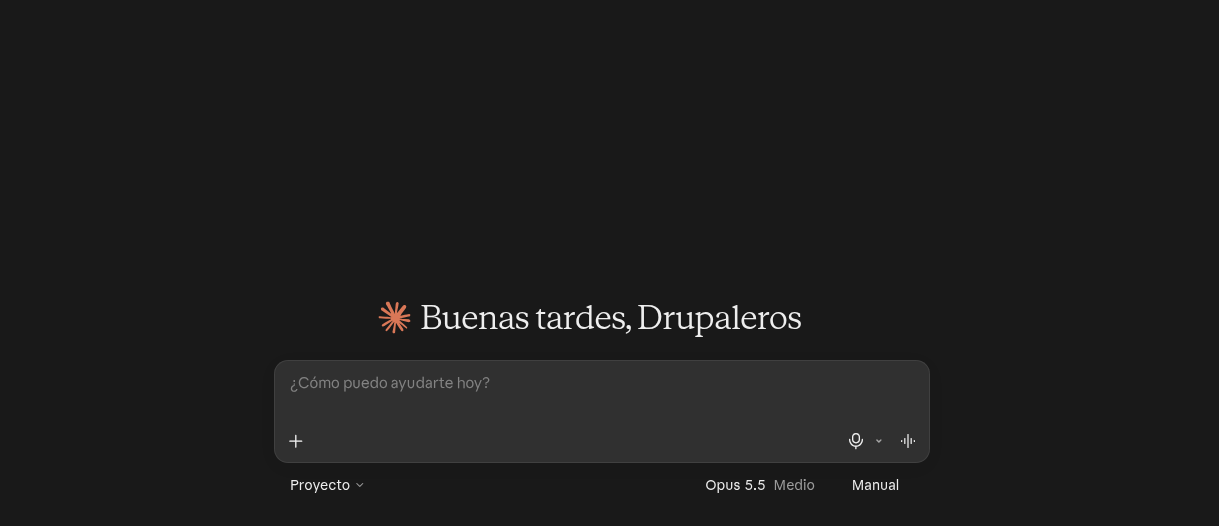 Buenas tardes, Drupaleros
¿Cómo puedo ayudarte hoy?
Proyecto
Opus 5.5 Medio
Manual